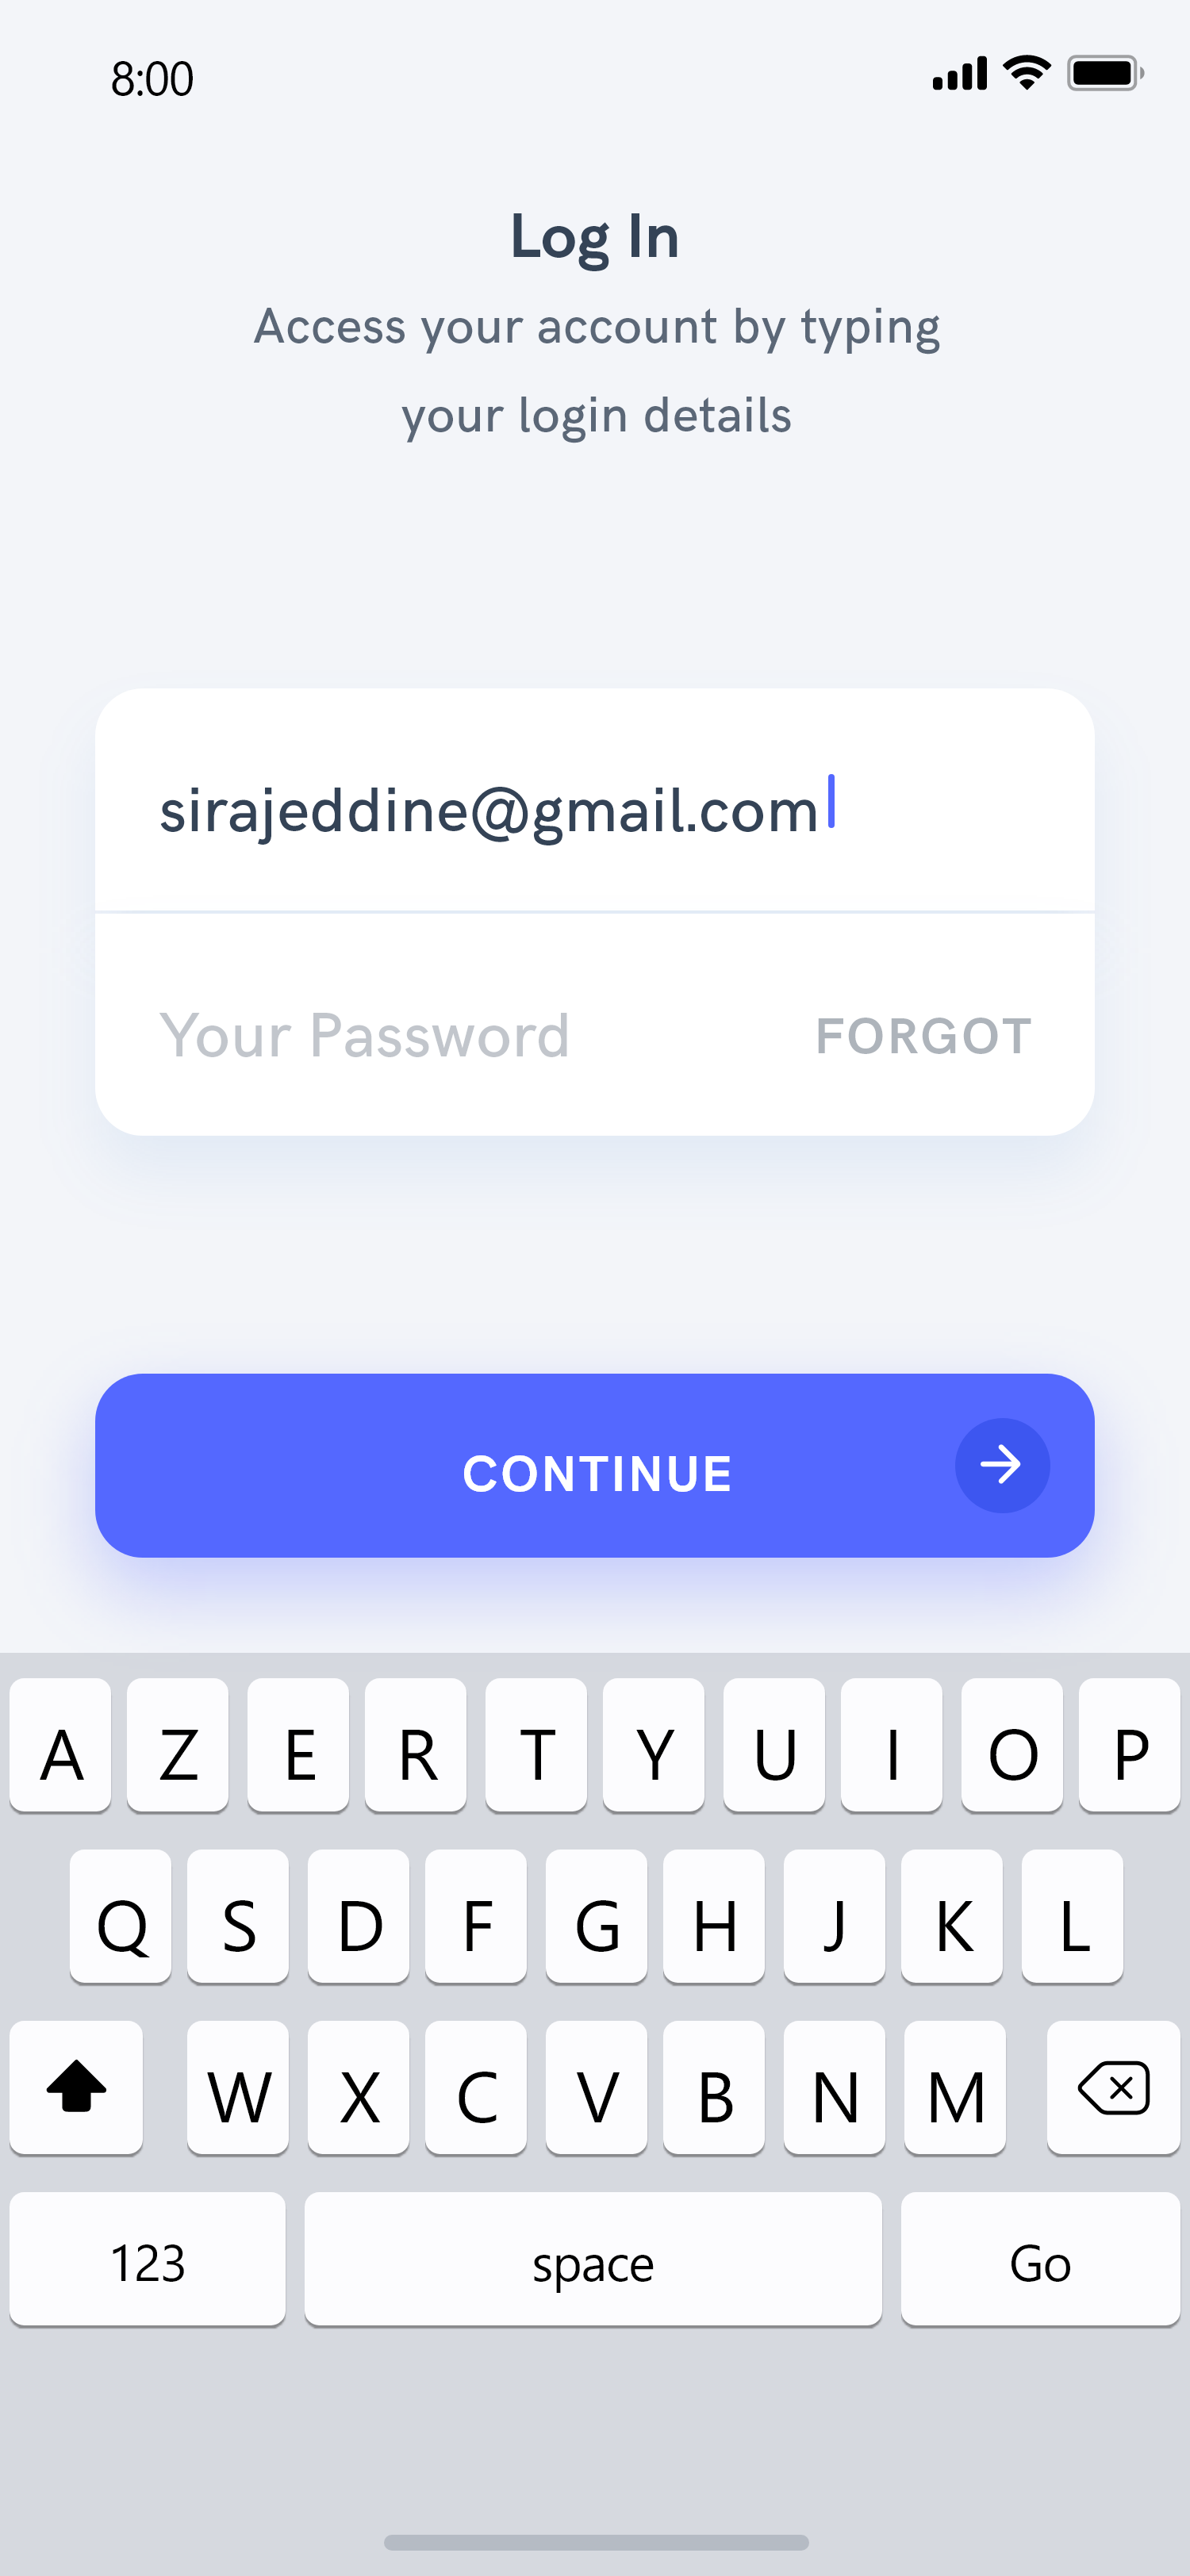 8:00
Log In
Access your account by typing
your login details
sirajeddine@gmail.com
Your Password FORGOT
CONTINUE
A Z E R T Y U I O P
Q S D F G H J K L
W X C V B N M
123 space Go